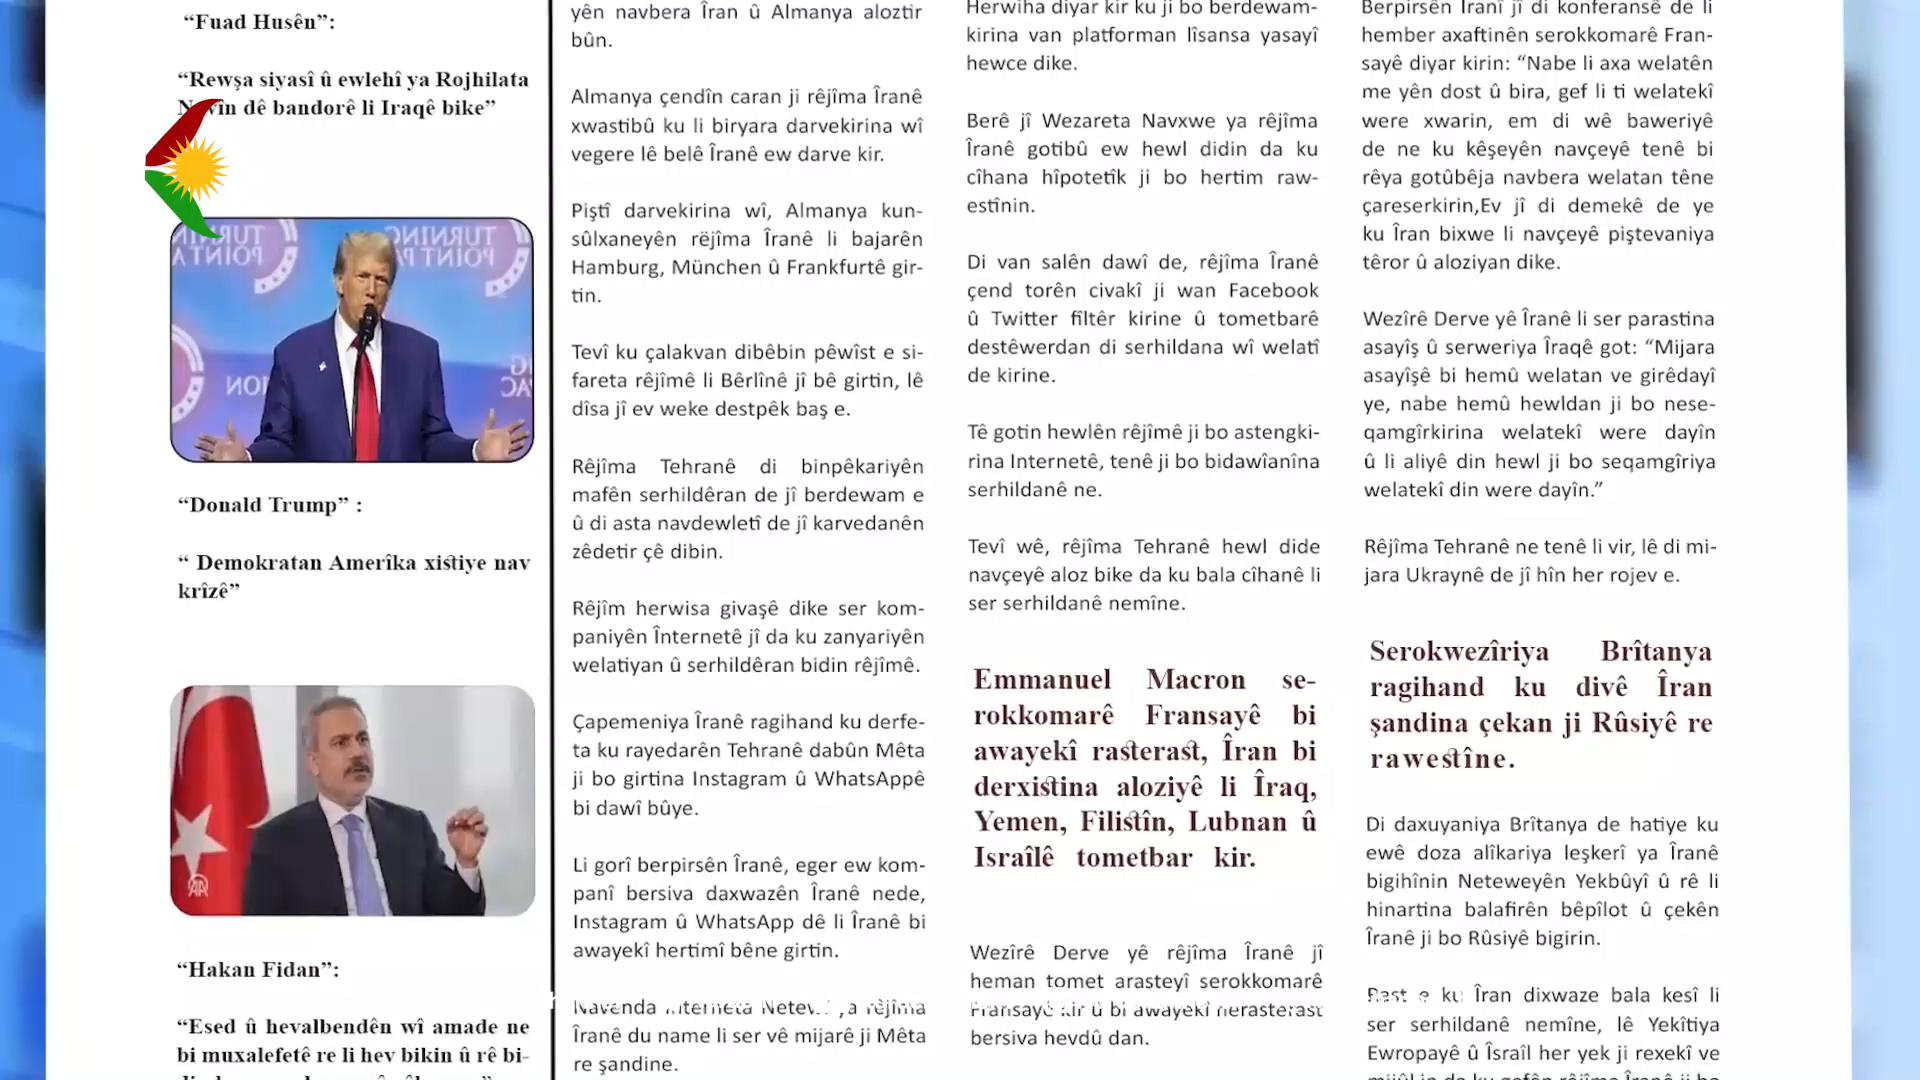 “Fuad Husên”:
“Rewşa siyasî û ewlehî ya Rojhilata
Navîn dê bandorê li Iraqê bike”
TURNING
POINT A
TURNING
POINT
“Donald Trump” :
“ Demokratan Amerîka xistiye nav
krîzê”
AA
“Hakan Fidan”:
“Esed û hevalbendên wî amade ne
bi muxalefetê re li hev bikin û rê bi-
yên navbera Îran û Almanya aloztir
bûn.
Almanya çendîn caran ji rêjîma Îranê
xwastibû ku li biryara darvekirina wî
vegere lê belê Îranê ew darve kir.
Piştî darvekirina wî, Almanya kun-
sûlxaneyên rëjîma Îranê li bajarên
Hamburg, München û Frankfurtê gir-
tin.
Tevî ku çalakvan dibêbin pêwîst e si-
fareta rêjîmê li Bêrlînê jî bê girtin, lê
dîsa jî ev weke destpêk baş e.
Rêjîma Tehranê di binpêkariyên
mafên serhildêran de jî berdewam e
û di asta navdewletî de jî karvedanên
zêdetir çê dibin.
Rêjîm herwisa givaşê dike ser kom-
paniyên Înternetê jî da ku zanyariyên
welatiyan û serhildêran bidin rêjîmê.
Çapemeniya Îranê ragihand ku derfe-
ta ku rayedarên Tehranê dabûn Mêta
ji bo girtina Instagram û WhatsAppê
bi dawî bûye.
Li gorî berpirsên Îranê, eger ew kom-
panî bersiva daxwazên Îranê nede,
Instagram û WhatsApp dê li Îranê bi
awayekî hertimî bêne girtin.
Navenda rêjîma
Îranê du name li ser vê mijarê ji Mêta
re şandine.
Herwiha diyar kir ku ji bo berdewam-
kirina van platforman lîsansa yasayî
hewce dike.
Berê jî Wezareta Navxwe ya rêjîma
Îranê gotibû ew hewl didin da ku
cîhana hîpotetîk ji bo hertim raw-
estînin.
Di van salên dawî de, rêjîma Îranê
çend torên civakî ji wan Facebook
û Twitter filtêr kirine û tometbarê
destêwerdan di serhildana wî welatî
de kirine.
Tê gotin hewlên rêjîmê ji bo astengki-
rina Internetê, tenê ji bo bidawîanîna
serhildanê ne.
Tevî wê, rêjîma Tehranê hewl dide
navçeyê aloz bike da ku bala cîhanê li
ser serhildanê nemîne.
Emmanuel Macron se-
rokkomarê Fransayê bi
awayekî rasterast, Îran bi
derxistina aloziyê li Îraq,
Yemen, Filistîn, Lubnan û
Israîlê tometbar kir.
Wezîrê Derve yê rêjîma Îranê jî
heman tomet arasteyî serokkomarê
Fransayê kir û bi awayekî nerasterast
bersiva hevdû dan.
Berpirsên Îranî jî di konferansê de li
hember axaftinên serokkomarê Fran-
sayê diyar kirin: “Nabe li axa welatên
me yên dost û bira, gef li ti welatekî
were xwarin, em di wê baweriyê
de ne ku kêşeyên navçeyê tenê bi
rêya gotûbêja navbera welatan têne
çareserkirin,Ev jî di demekê de ye
ku Îran bixwe li navçeyê piştevaniya
têror û aloziyan dike.
Wezîrê Derve yê Îranê li ser parastina
asayîş û serweriya Îraqê got: “Mijara
asayîşê bi hemû welatan ve girêdayî
ye, nabe hemû hewldan ji bo nese-
qamgîrkirina welatekî were dayîn
û li aliyê din hewl ji bo seqamgîriya
welatekî din were dayîn.”
Rêjîma Tehranê ne tenê li vir, lê di mi-
jara Ukraynê de jî hîn her rojev e.
Serokwezîriya Brîtanya
ragihand ku divê Îran
şandina çekan ji Rûsiyê re
rawestîne.
Di daxuyaniya Brîtanya de hatiye ku
ewê doza alîkariya leşkerî ya Îranê
bigihînin Neteweyên Yekbûyî û rê li
hinartina balafirên bêpîlot û çekên
Îranê ji bo Rûsiyê bigirin.
Rast e ku Îran dixwaze bala kesî li
ser serhildanê nemîne, lê Yekîtiya
Ewropayê û Îsraîl her yek ji rexekî ve